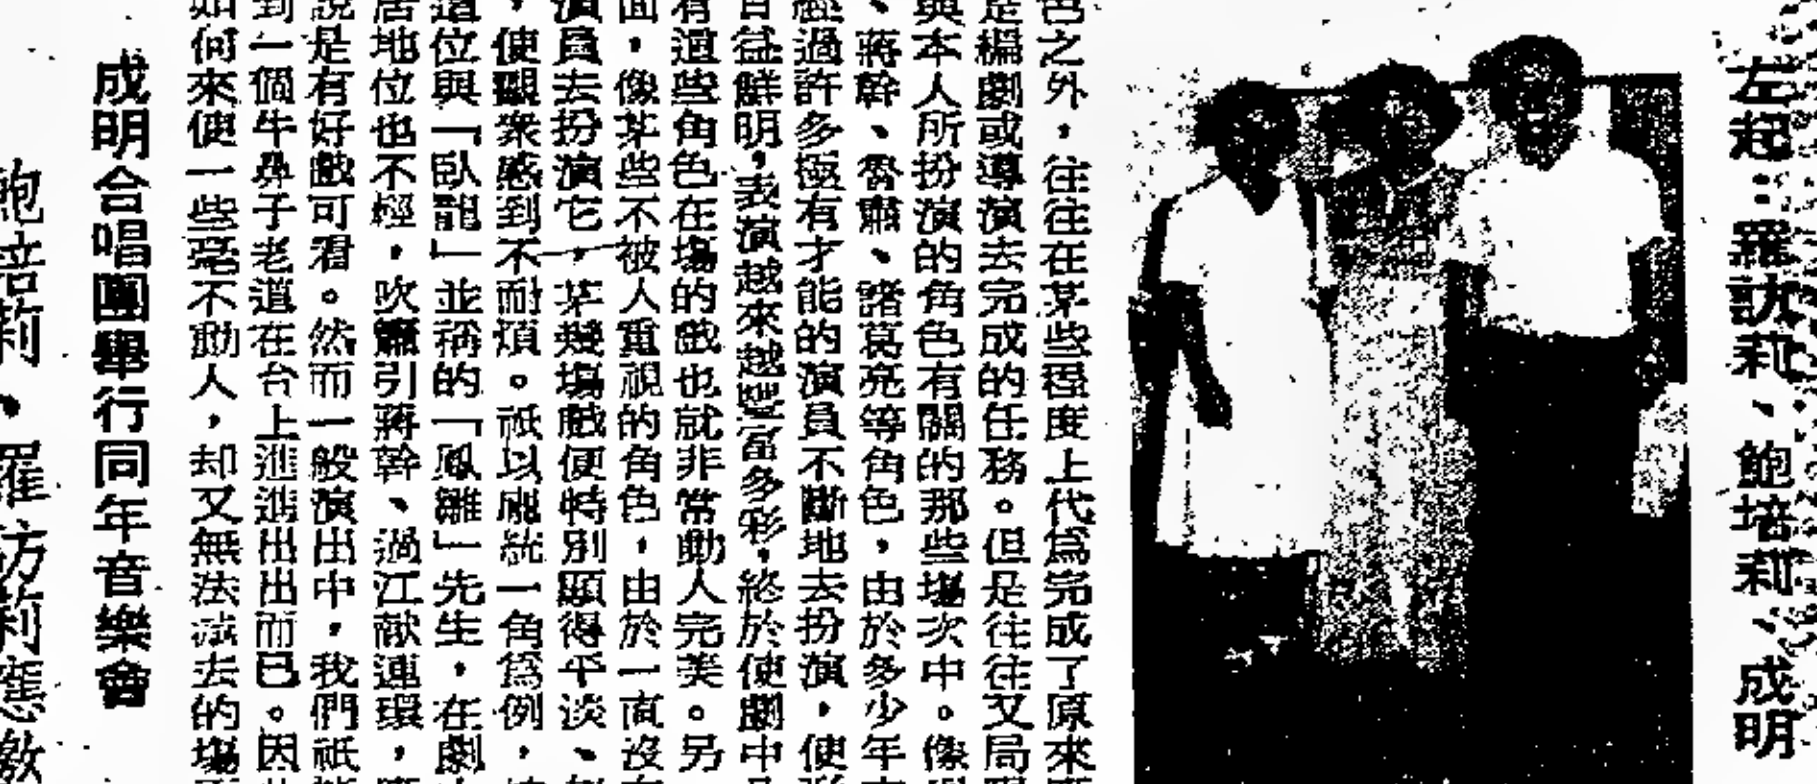 左起：羅訪莉、鮑培莉、成明
色之外，往往在某些程度上代爲完成了原來
是編劇或導演去完成的任務。但是往往又局
與本人所扮演的角色有關的那些塲次中。像
、蔣幹、魯肅、諸葛亮等角色，由於多少年
經過許多極有才能的演員不斷地去扮演，使
日益鮮明，表演越來越豐富多彩，終於使劇中
有這些角色在塲的戲也就非常動人完美。另
面，像某些不被人重視的角色，由於一直沒
演員去扮演它，某幾塲戲便特別顯得平淡、
，使觀衆感到不耐煩。祇以龐統一角爲例，
這位與「臥龍」並稱的「鳳雛」先生，在劇
居地位也不輕，吹簫引蔣幹、過江獻連環，
說是有好戲可看。然而一般演出中，我們祇
到一個牛鼻子老道在台上進進出出而已。因
如何來使一些毫不動人，却又無法減去的塲
成明合唱團舉行同年音樂會
鮑培莉、羅訪莉應邀